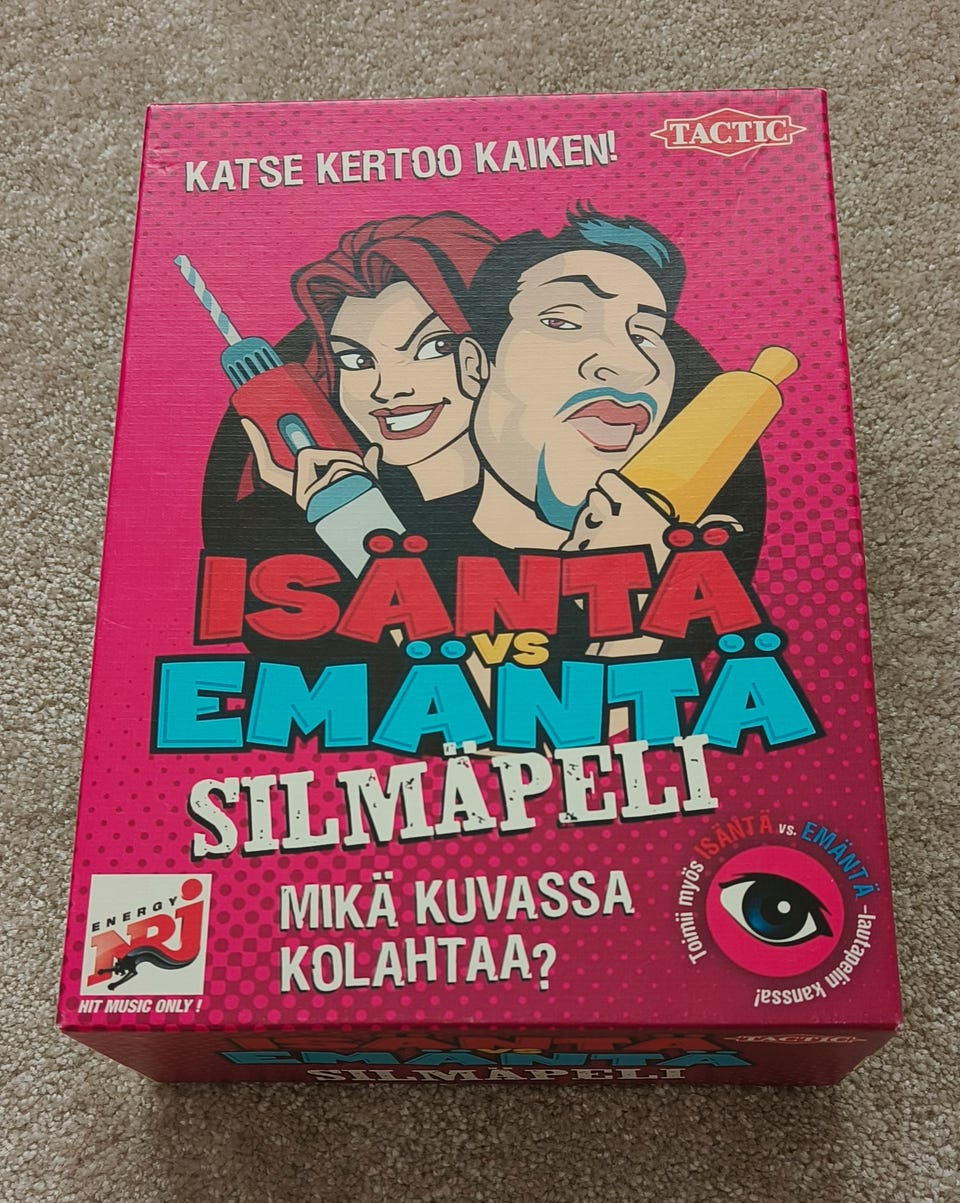 TACTIC
KATSE KERTOO KAIKEN!
ISÄNTÄ
VS
EMÄNTÄ
SILMÄPELI
MIKÄ KUVASSA
KOLAHTAA?
ENERGY
NRJ
HIT MUSIC ONLY !
Toimii myös ISÄNTÄ vs. EMÄNTÄ –lautapelin kanssa!
ISÄNTÄ
VS
EMÄNTÄ
SILMÄPELI
TACTIC